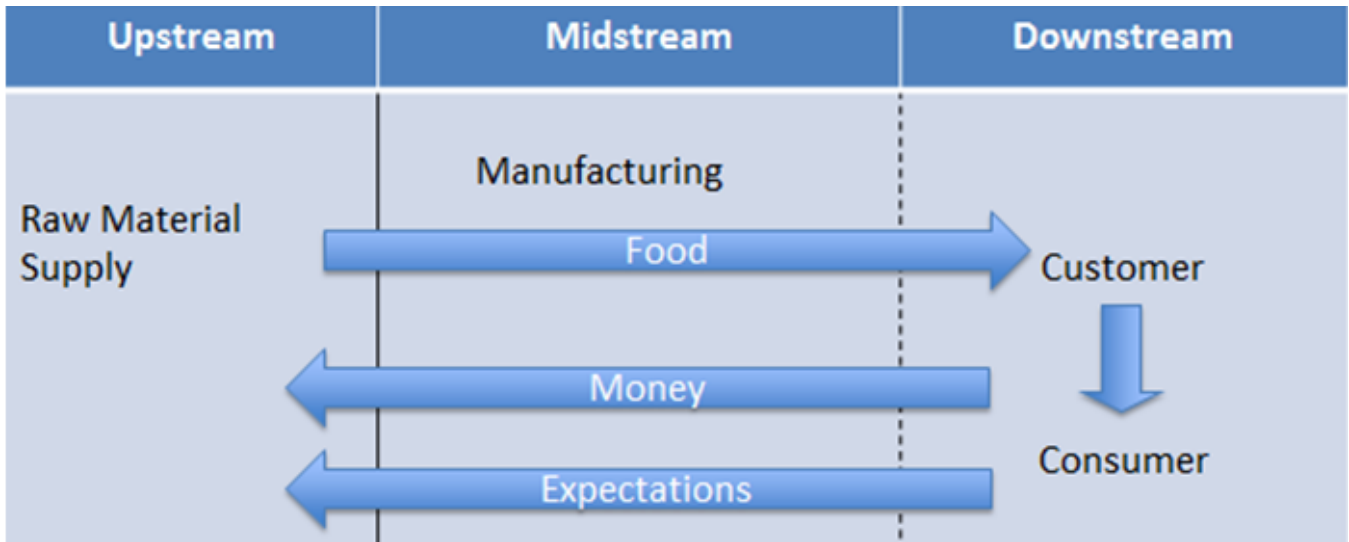 Upstream
Midstream
Downstream
Manufacturing
Raw Material
Supply
Food
Customer
Money
Consumer
Expectations